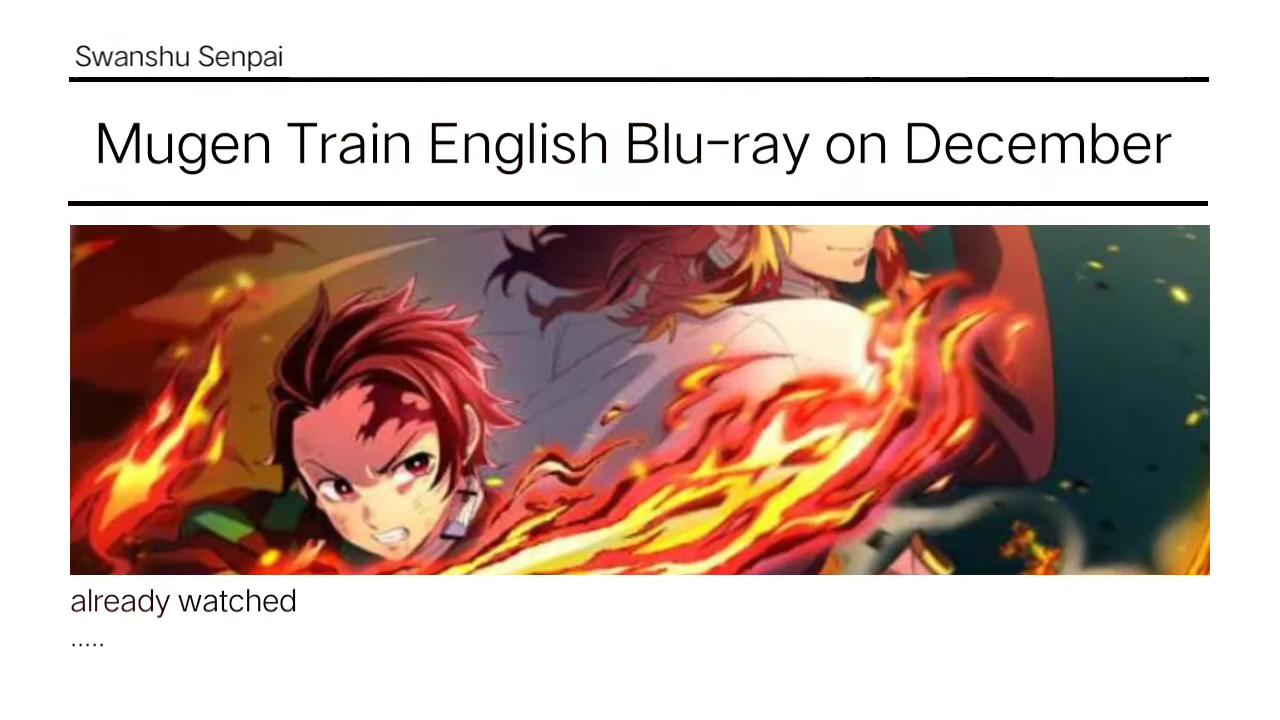 Swanshu Senpai
Mugen Train English Blu-ray on December
already watched
.....